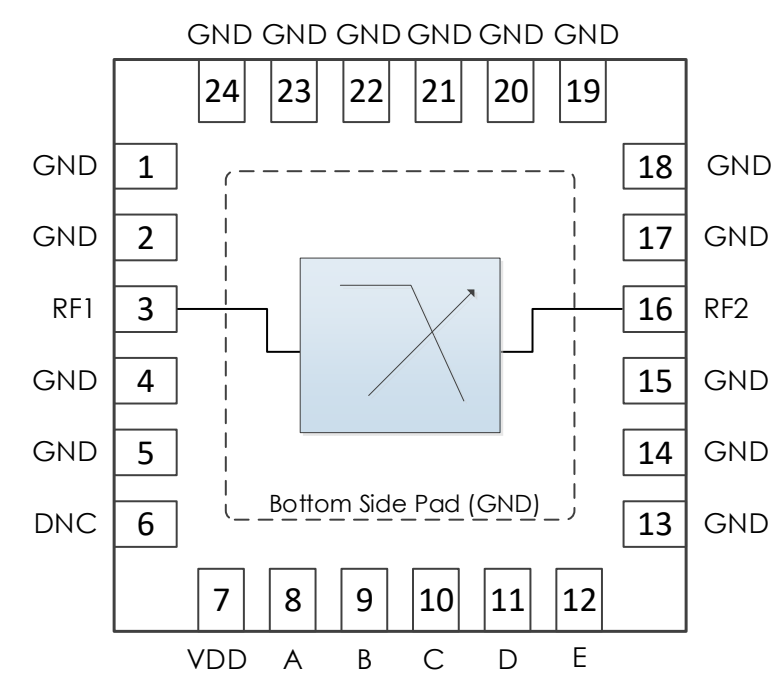 GND GND GND GND GND GND
24 23 22 21 20 19
GND 1 18 GND
GND 2 17 GND
RF1 3 16 RF2
GND 4 15 GND
GND 5 14 GND
Bottom Side Pad (GND)
DNC 6 13 GND
7 8 9 10 11 12
VDD A B C D E